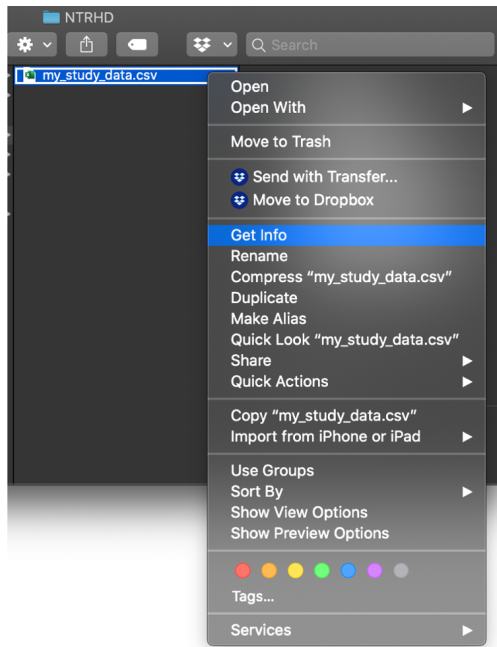 NTRHD
Search
my_study_data.csv
Open
Open With
Move to Trash
Send with Transfer...
Move to Dropbox
Get Info
Rename
Compress “my_study_data.csv”
Duplicate
Make Alias
Quick Look “my_study_data.csv”
Share
Quick Actions
Copy “my_study_data.csv”
Import from iPhone or iPad
Use Groups
Sort By
Show View Options
Show Preview Options
Tags...
Services